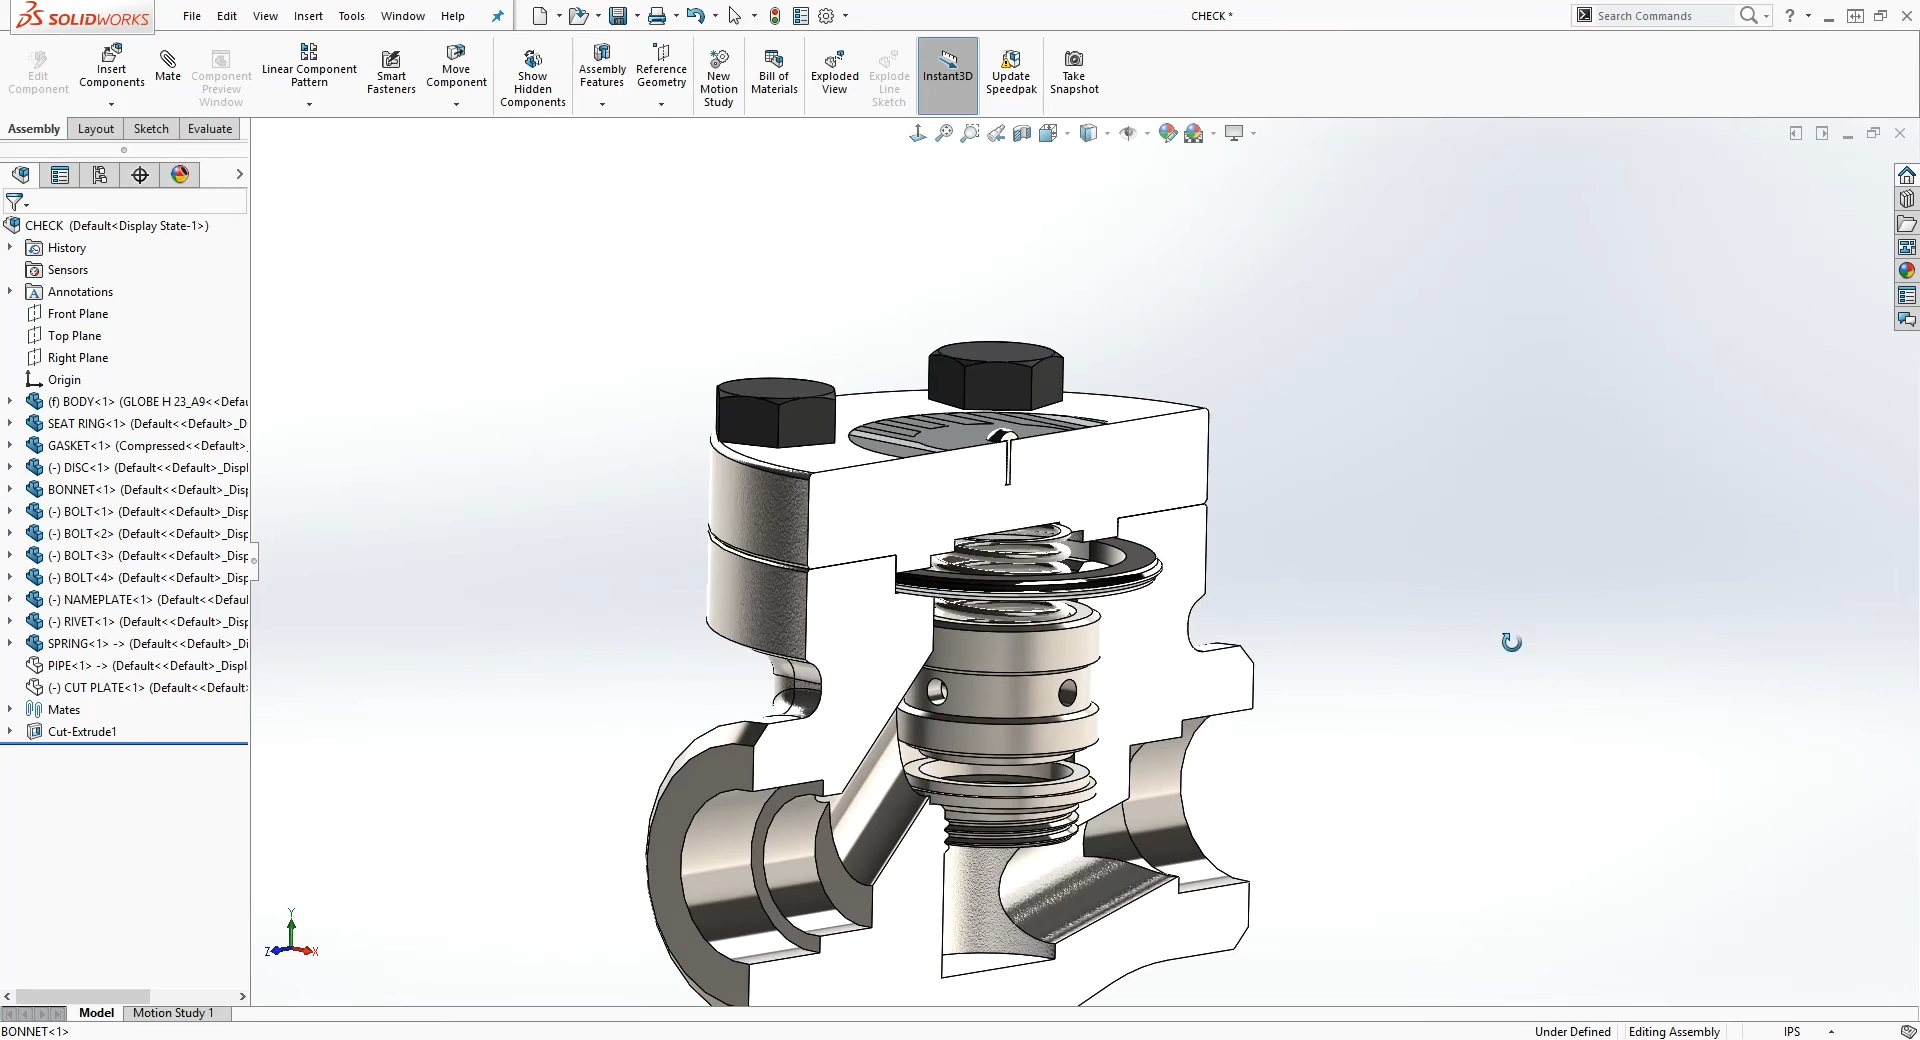 SOLIDWORKS
File Edit View Insert Tools Window Help
CHECK *
Search Commands
Edit Component
Insert Components
Mate
Component Preview Window
Linear Component Pattern
Smart Fasteners
Move Component
Show Hidden Components
Assembly Features
Reference Geometry
New Motion Study
Bill of Materials
Exploded View
Explode Line Sketch
Instant3D
Update Speedpak
Take Snapshot
Assembly Layout Sketch Evaluate
CHECK (Default<Display State-1>)
History
Sensors
Annotations
Front Plane
Top Plane
Right Plane
Origin
(f) BODY<1> (GLOBE H 23_A9<<Defau
SEAT RING<1> (Default<<Default>_D
GASKET<1> (Compressed<<Default>_
(-) DISC<1> (Default<<Default>_Displ
BONNET<1> (Default<<Default>_Disp
(-) BOLT<1> (Default<<Default>_Disp
(-) BOLT<2> (Default<<Default>_Disp
(-) BOLT<3> (Default<<Default>_Disp
(-) BOLT<4> (Default<<Default>_Disp
(-) NAMEPLATE<1> (Default<<Defaul
(-) RIVET<1> (Default<<Default>_Disp
SPRING<1> -> (Default<<Default>_Di
PIPE<1> -> (Default<<Default>_Displ
(-) CUT PLATE<1> (Default<<Default>
Mates
Cut-Extrude1
Y
Z X
Model Motion Study 1
BONNET<1>
Under Defined Editing Assembly IPS